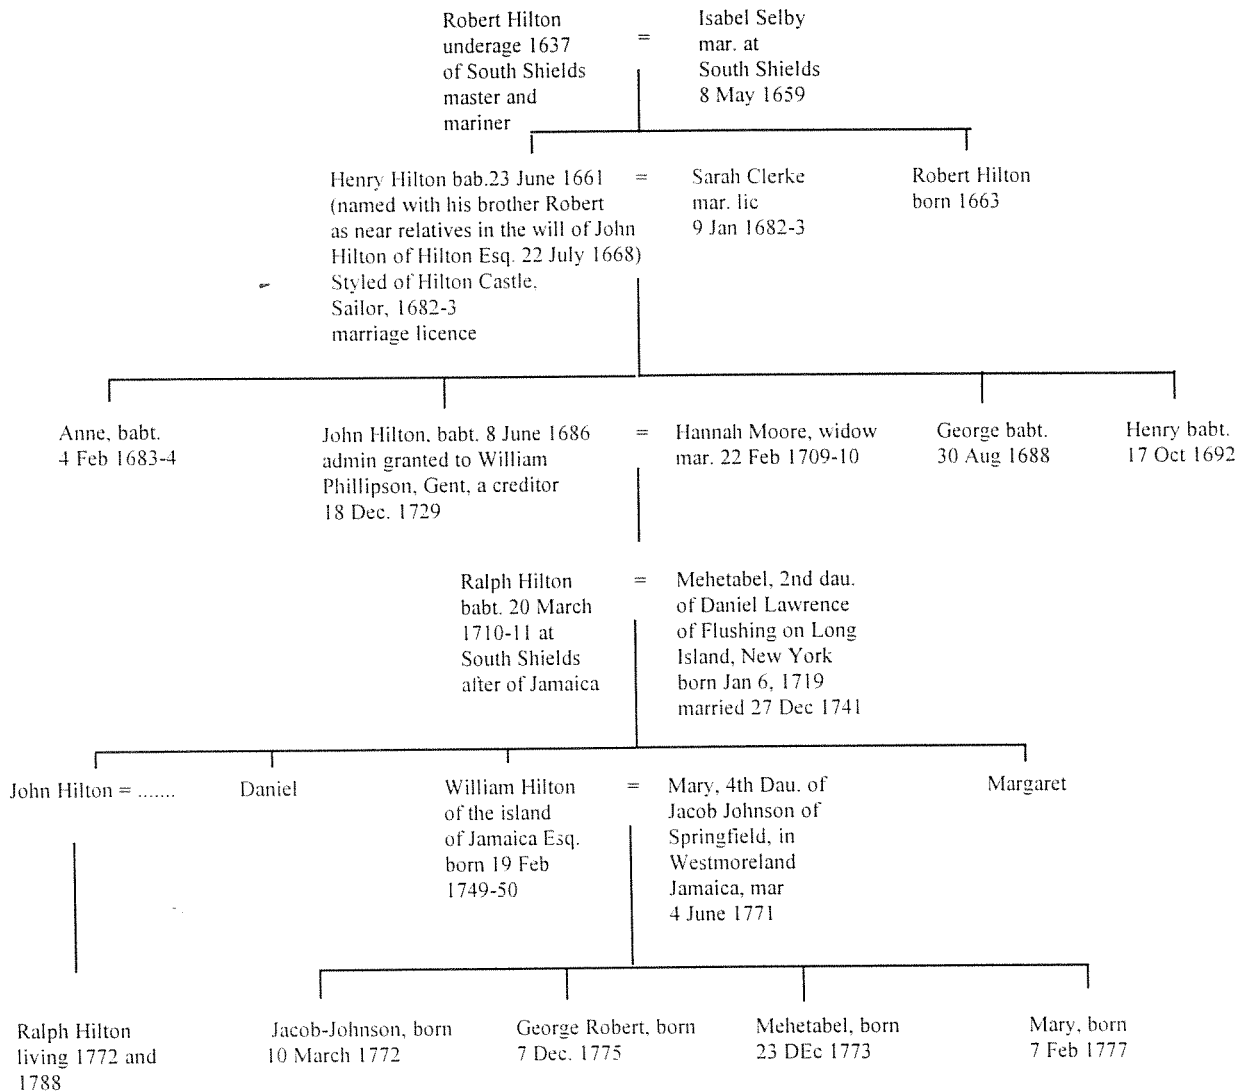 Robert Hilton
underage 1637
of South Shields
master and
mariner
=
Isabel Selby
mar. at
South Shields
8 May 1659
Henry Hilton bab.23 June 1661
(named with his brother Robert
as near relatives in the will of John
Hilton of Hilton Esq. 22 July 1668)
Styled of Hilton Castle,
Sailor, 1682-3
marriage licence
=
Sarah Clerke
mar. lic
9 Jan 1682-3
Robert Hilton
born 1663
Anne, babt.
4 Feb 1683-4
John Hilton, babt. 8 June 1686
admin granted to William
Phillipson, Gent, a creditor
18 Dec. 1729
=
Hannah Moore, widow
mar. 22 Feb 1709-10
George babt.
30 Aug 1688
Henry babt.
17 Oct 1692
Ralph Hilton
babt. 20 March
1710-11 at
South Shields
after of Jamaica
=
Mehetabel, 2nd dau.
of Daniel Lawrence
of Flushing on Long
Island, New York
born Jan 6, 1719
married 27 Dec 1741
John Hilton = .......
Daniel
William Hilton
of the island
of Jamaica Esq.
born 19 Feb
1749-50
=
Mary, 4th Dau. of
Jacob Johnson of
Springfield, in
Westmoreland
Jamaica, mar
4 June 1771
Margaret
Ralph Hilton
living 1772 and
1788
Jacob-Johnson, born
10 March 1772
George Robert, born
7 Dec. 1775
Mehetabel, born
23 DEc 1773
Mary, born
7 Feb 1777